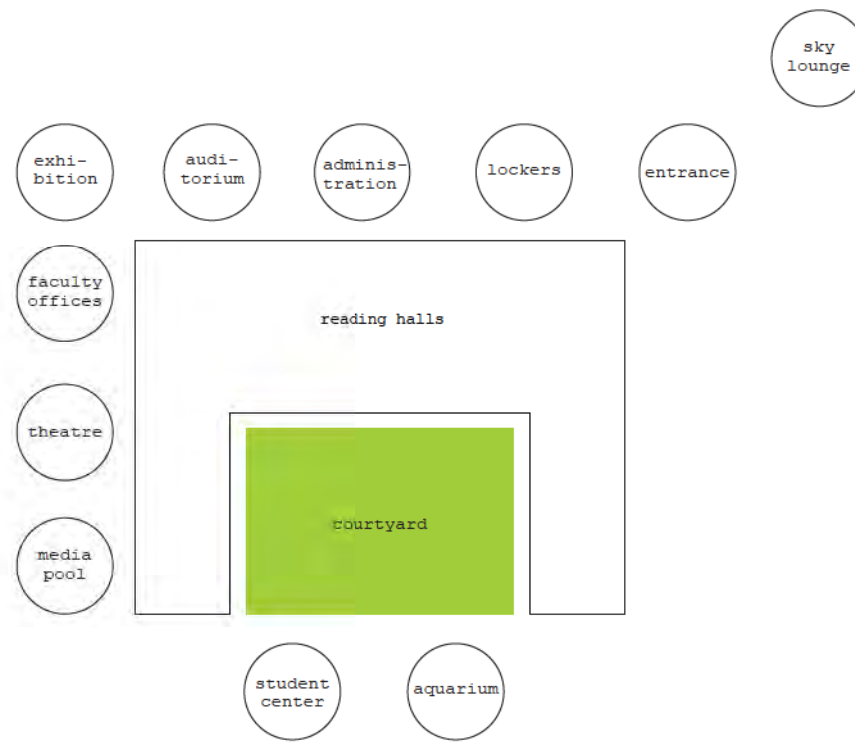 sky
lounge
exhi-
bition
audi-
torium
adminis-
tration
lockers
entrance
faculty
offices
reading halls
theatre
courtyard
media
pool
student
center
aquarium